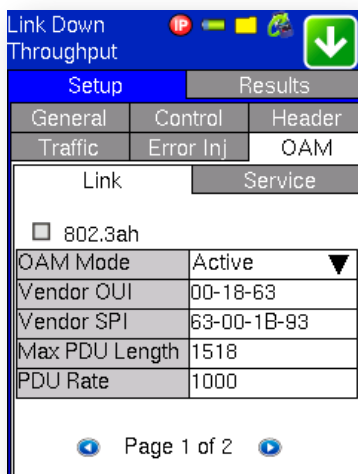 Link Down
Throughput
IP
Setup Results
General Control Header
Traffic Error Inj OAM
Link Service
802.3ah
OAM Mode Active
Vendor OUI 00-18-63
Vendor SPI 63-00-1B-93
Max PDU Length 1518
PDU Rate 1000
Page 1 of 2